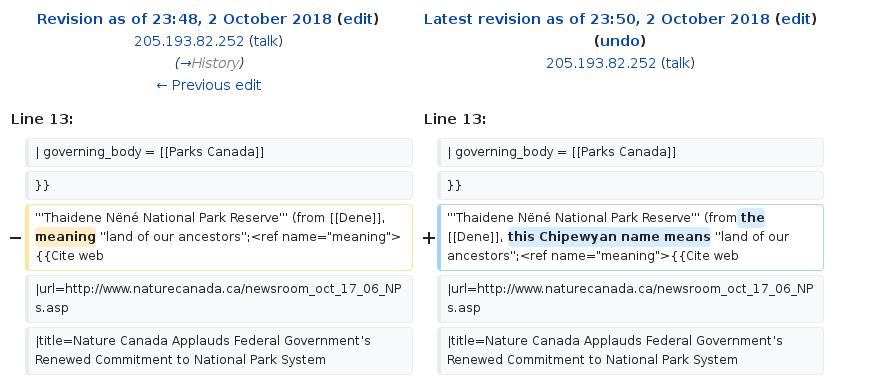 Revision as of 23:48, 2 October 2018 (edit)
205.193.82.252 (talk)
(→History)
← Previous edit
Latest revision as of 23:50, 2 October 2018 (edit)
(undo)
205.193.82.252 (talk)
Line 13:
Line 13:
| governing_body = [[Parks Canada]]
| governing_body = [[Parks Canada]]
}}
}}
− '''Thaidene Nëné National Park Reserve''' (from [[Dene]],
meaning "land of our ancestors";<ref name="meaning">
{{Cite web
+ '''Thaidene Nëné National Park Reserve''' (from the
[[Dene]], this Chipewyan name means "land of our
ancestors";<ref name="meaning">{{Cite web
|url=http://www.naturecanada.ca/newsroom_oct_17_06_NP
s.asp
|url=http://www.naturecanada.ca/newsroom_oct_17_06_NP
s.asp
|title=Nature Canada Applauds Federal Government's
Renewed Commitment to National Park System
|title=Nature Canada Applauds Federal Government's
Renewed Commitment to National Park System